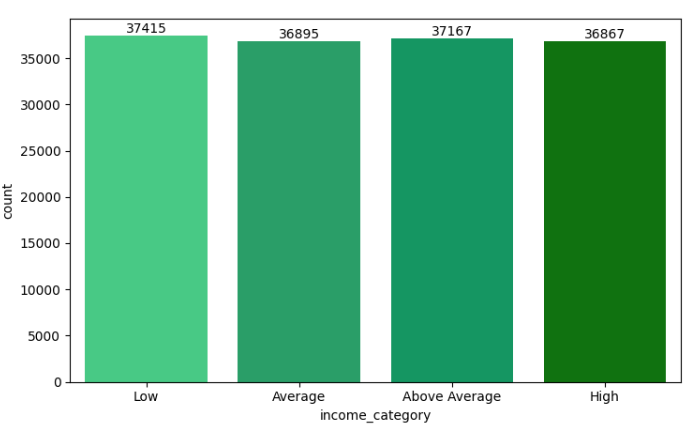 37415
36895
37167
36867
35000
30000
25000
20000
15000
10000
5000
0
count
Low
Average
Above Average
High
income_category